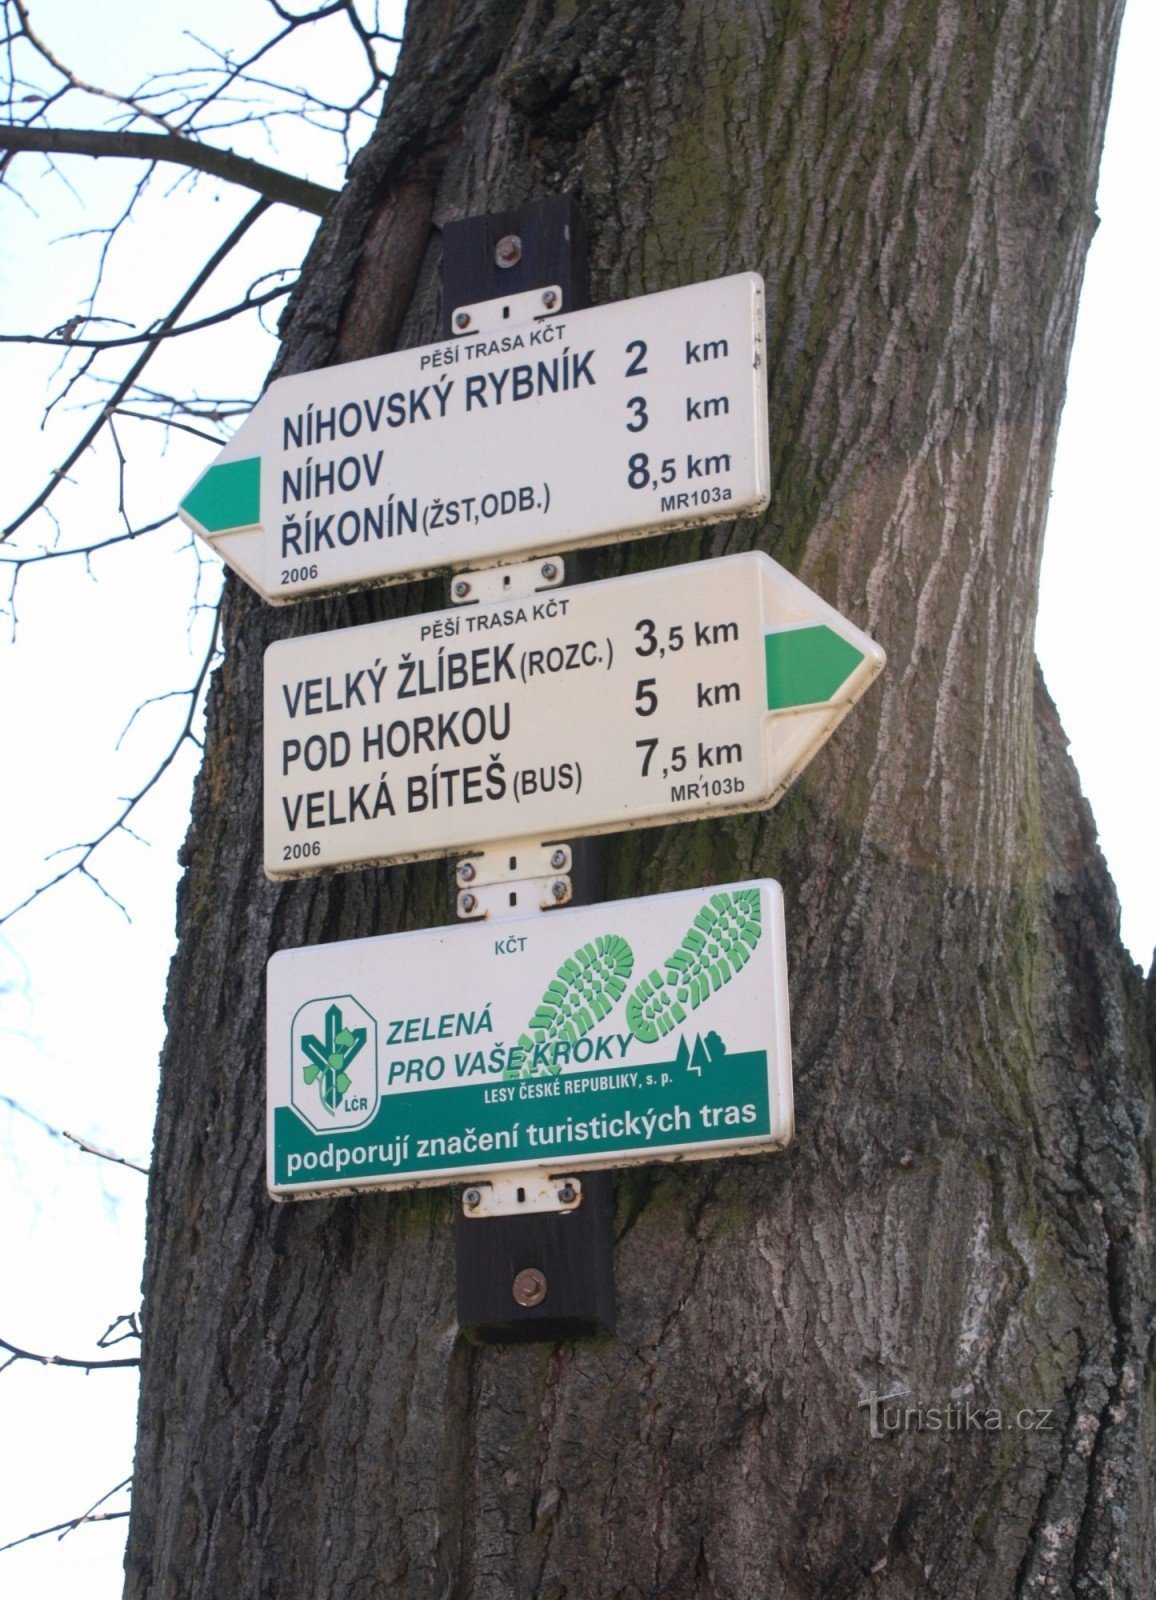 PĚŠÍ TRASA KČT
NÍHOVSKÝ RYBNÍK 2 km
NÍHOV 3 km
ŘÍKONÍN (ŽST,ODB.) 8,5 km
2006 MR103a
PĚŠÍ TRASA KČT
VELKÝ ŽLÍBEK (ROZC.) 3,5 km
POD HORKOU 5 km
VELKÁ BÍTEŠ (BUS) 7,5 km
2006 MR103b
KČT
ZELENÁ
PRO VAŠE KROKY
LČR
LESY ČESKÉ REPUBLIKY, s. p.
podporují značení turistických tras
Turistika.cz